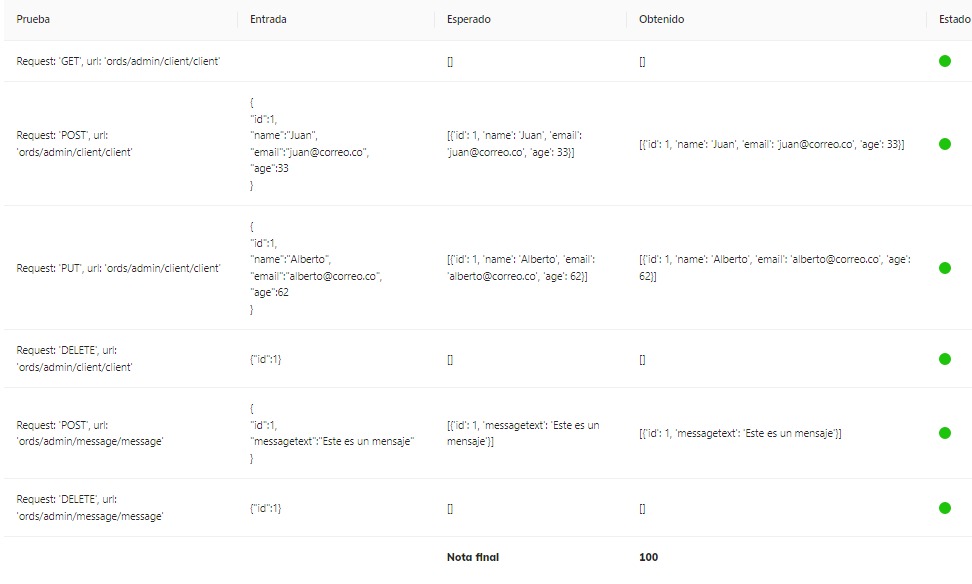 Prueba Entrada Esperado Obtenido Estado
Request: 'GET', url: 'ords/admin/client/client' [] []
Request: 'POST', url:
'ords/admin/client/client'
{
"id":1,
"name":"Juan",
"email":"juan@correo.co",
"age":33
}
[{'id': 1, 'name': 'Juan', 'email':
'juan@correo.co', 'age': 33}]
[{'id': 1, 'name': 'Juan', 'email': 'juan@correo.co', 'age': 33}]
Request: 'PUT', url: 'ords/admin/client/client'
{
"id":1,
"name":"Alberto",
"email":"alberto@correo.co",
"age":62
}
[{'id': 1, 'name': 'Alberto', 'email':
'alberto@correo.co', 'age': 62}]
[{'id': 1, 'name': 'Alberto', 'email': 'alberto@correo.co', 'age':
62}]
Request: 'DELETE', url:
'ords/admin/client/client'
{"id":1}
[]
[]
Request: 'POST', url:
'ords/admin/message/message'
{
"id":1,
"messagetext":"Este es un mensaje"
}
[{'id': 1, 'messagetext': 'Este es un
mensaje'}]
[{'id': 1, 'messagetext': 'Este es un mensaje'}]
Request: 'DELETE', url:
'ords/admin/message/message'
{"id":1}
[]
[]
Nota final 100